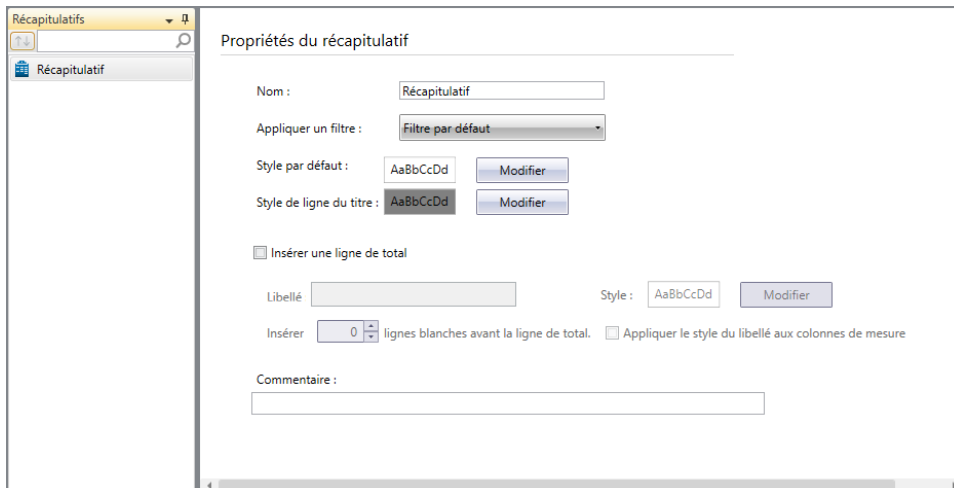 Récapitulatifs
Récapitulatif
Propriétés du récapitulatif
Nom : Récapitulatif
Appliquer un filtre : Filtre par défaut
Style par défaut : AaBbCcDd Modifier
Style de ligne du titre : AaBbCcDd Modifier
Insérer une ligne de total
Libellé Style : AaBbCcDd Modifier
Insérer 0 lignes blanches avant la ligne de total. Appliquer le style du libellé aux colonnes de mesure
Commentaire :